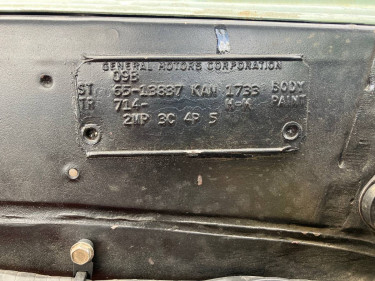 GENERAL MOTORS CORPORATION
09B
ST 65-13837 KAN 1733 BODY
TR 714- K-K PAINT
2MP 3C 4P 5